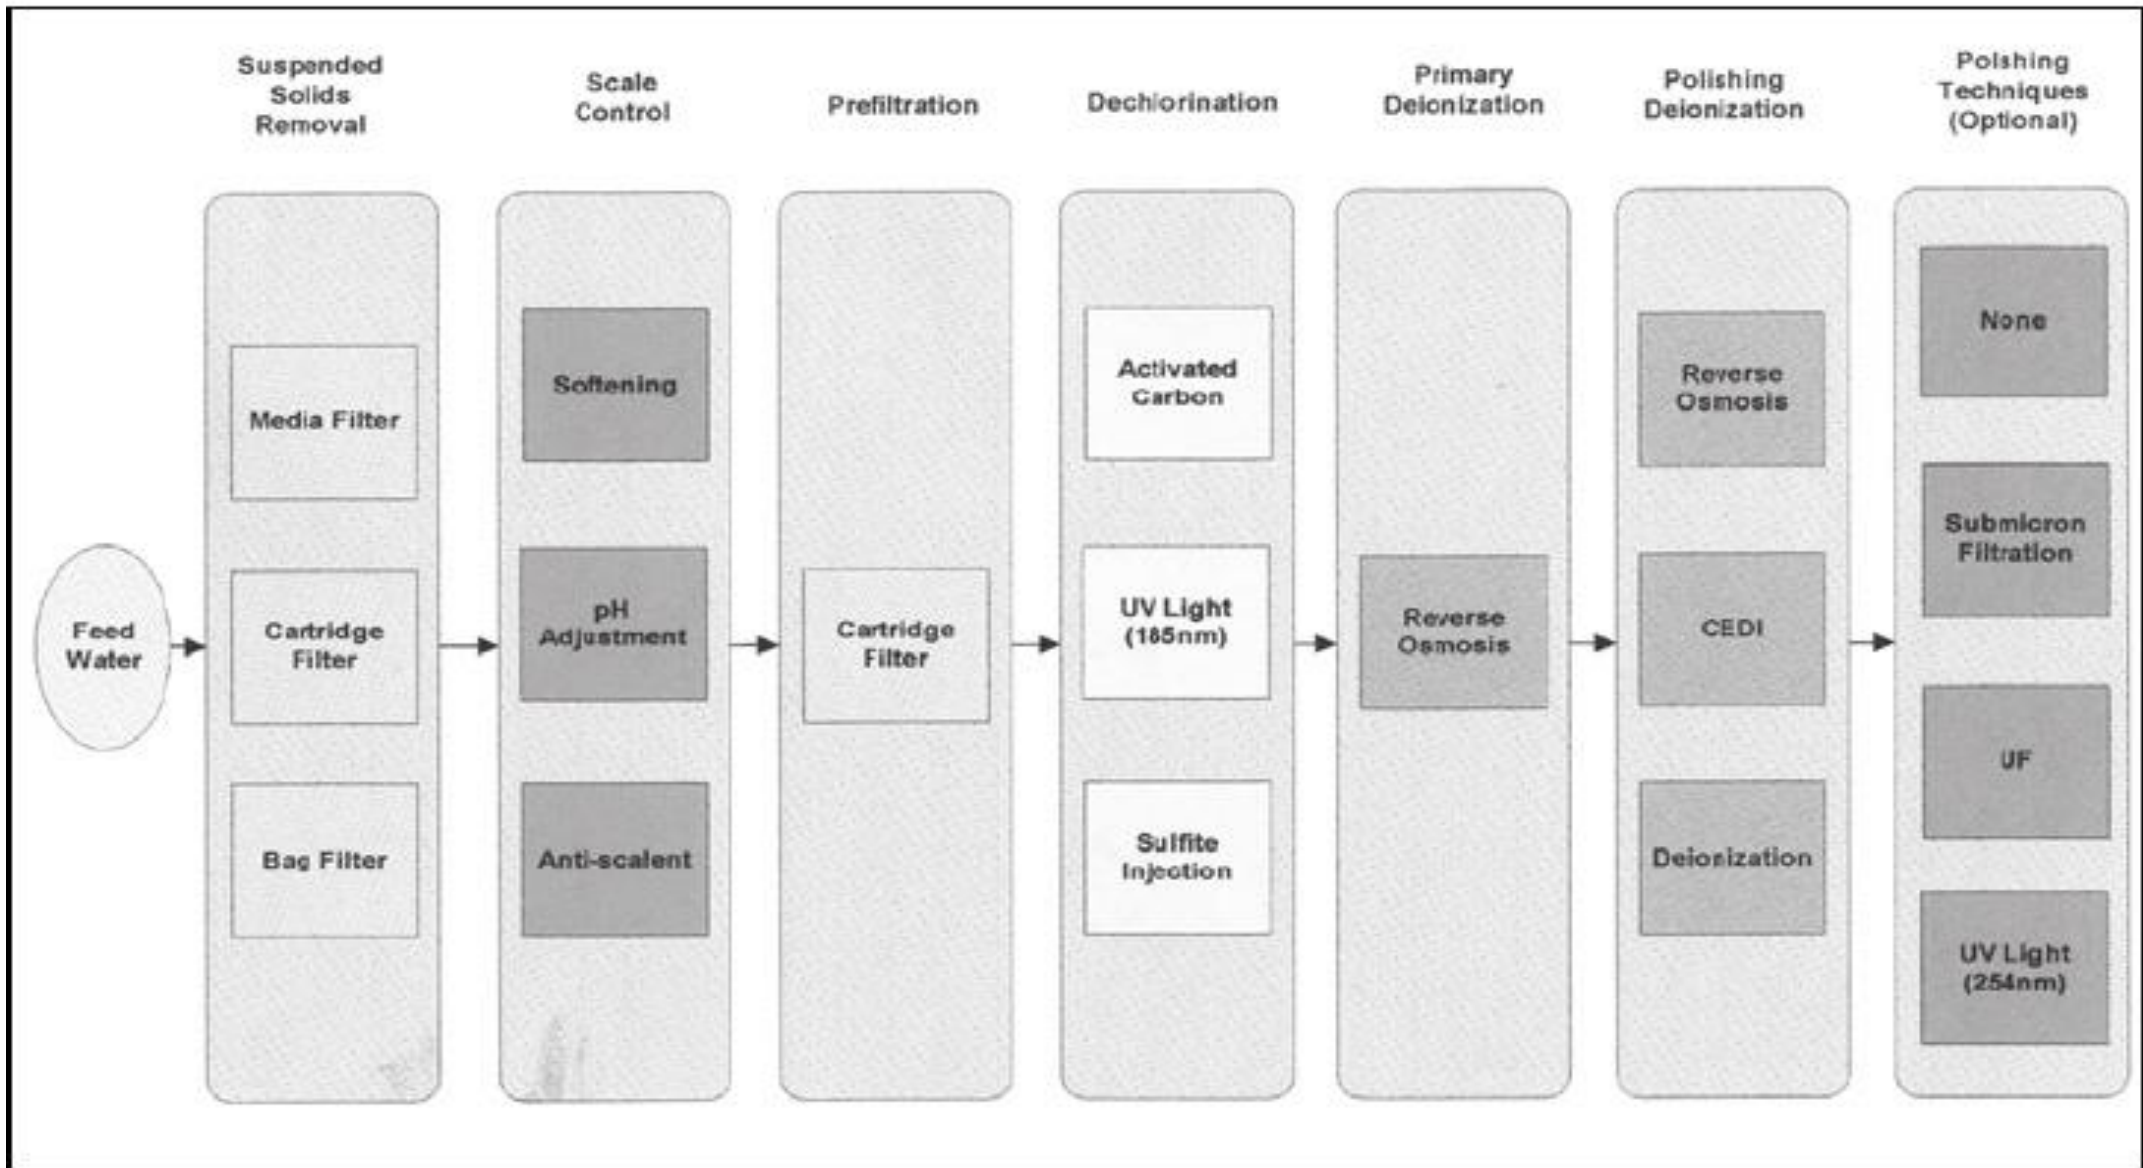 Suspended
Solids
Removal
Scale
Control
Prefiltration
Dechlorination
Primary
Deionization
Polishing
Deionization
Polshing
Techniques
(Optional)
Feed
Water
Media Filter
Cartridge
Filter
Bag Filter
Softening
pH
Adjustment
Anti-scalent
Cartridge
Filter
Activated
Carbon
UV Light
(185nm)
Sulfite
Injection
Reverse
Osmosis
Reverse
Osmosis
CEDI
Deionization
None
Submicron
Filtration
UF
UV Light
(254nm)